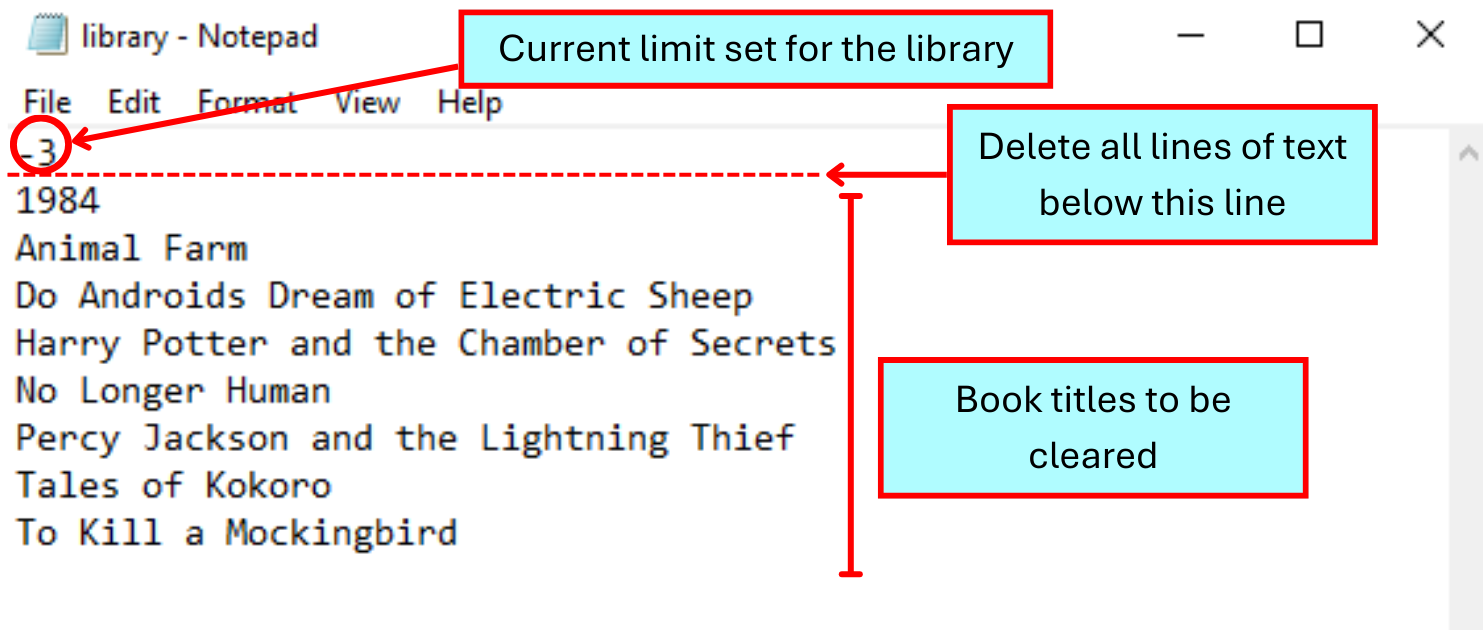 library - Notepad
Current limit set for the library
File Edit Format View Help
-3
Delete all lines of text
below this line
1984
Animal Farm
Do Androids Dream of Electric Sheep
Harry Potter and the Chamber of Secrets
No Longer Human
Percy Jackson and the Lightning Thief
Tales of Kokoro
To Kill a Mockingbird
Book titles to be
cleared